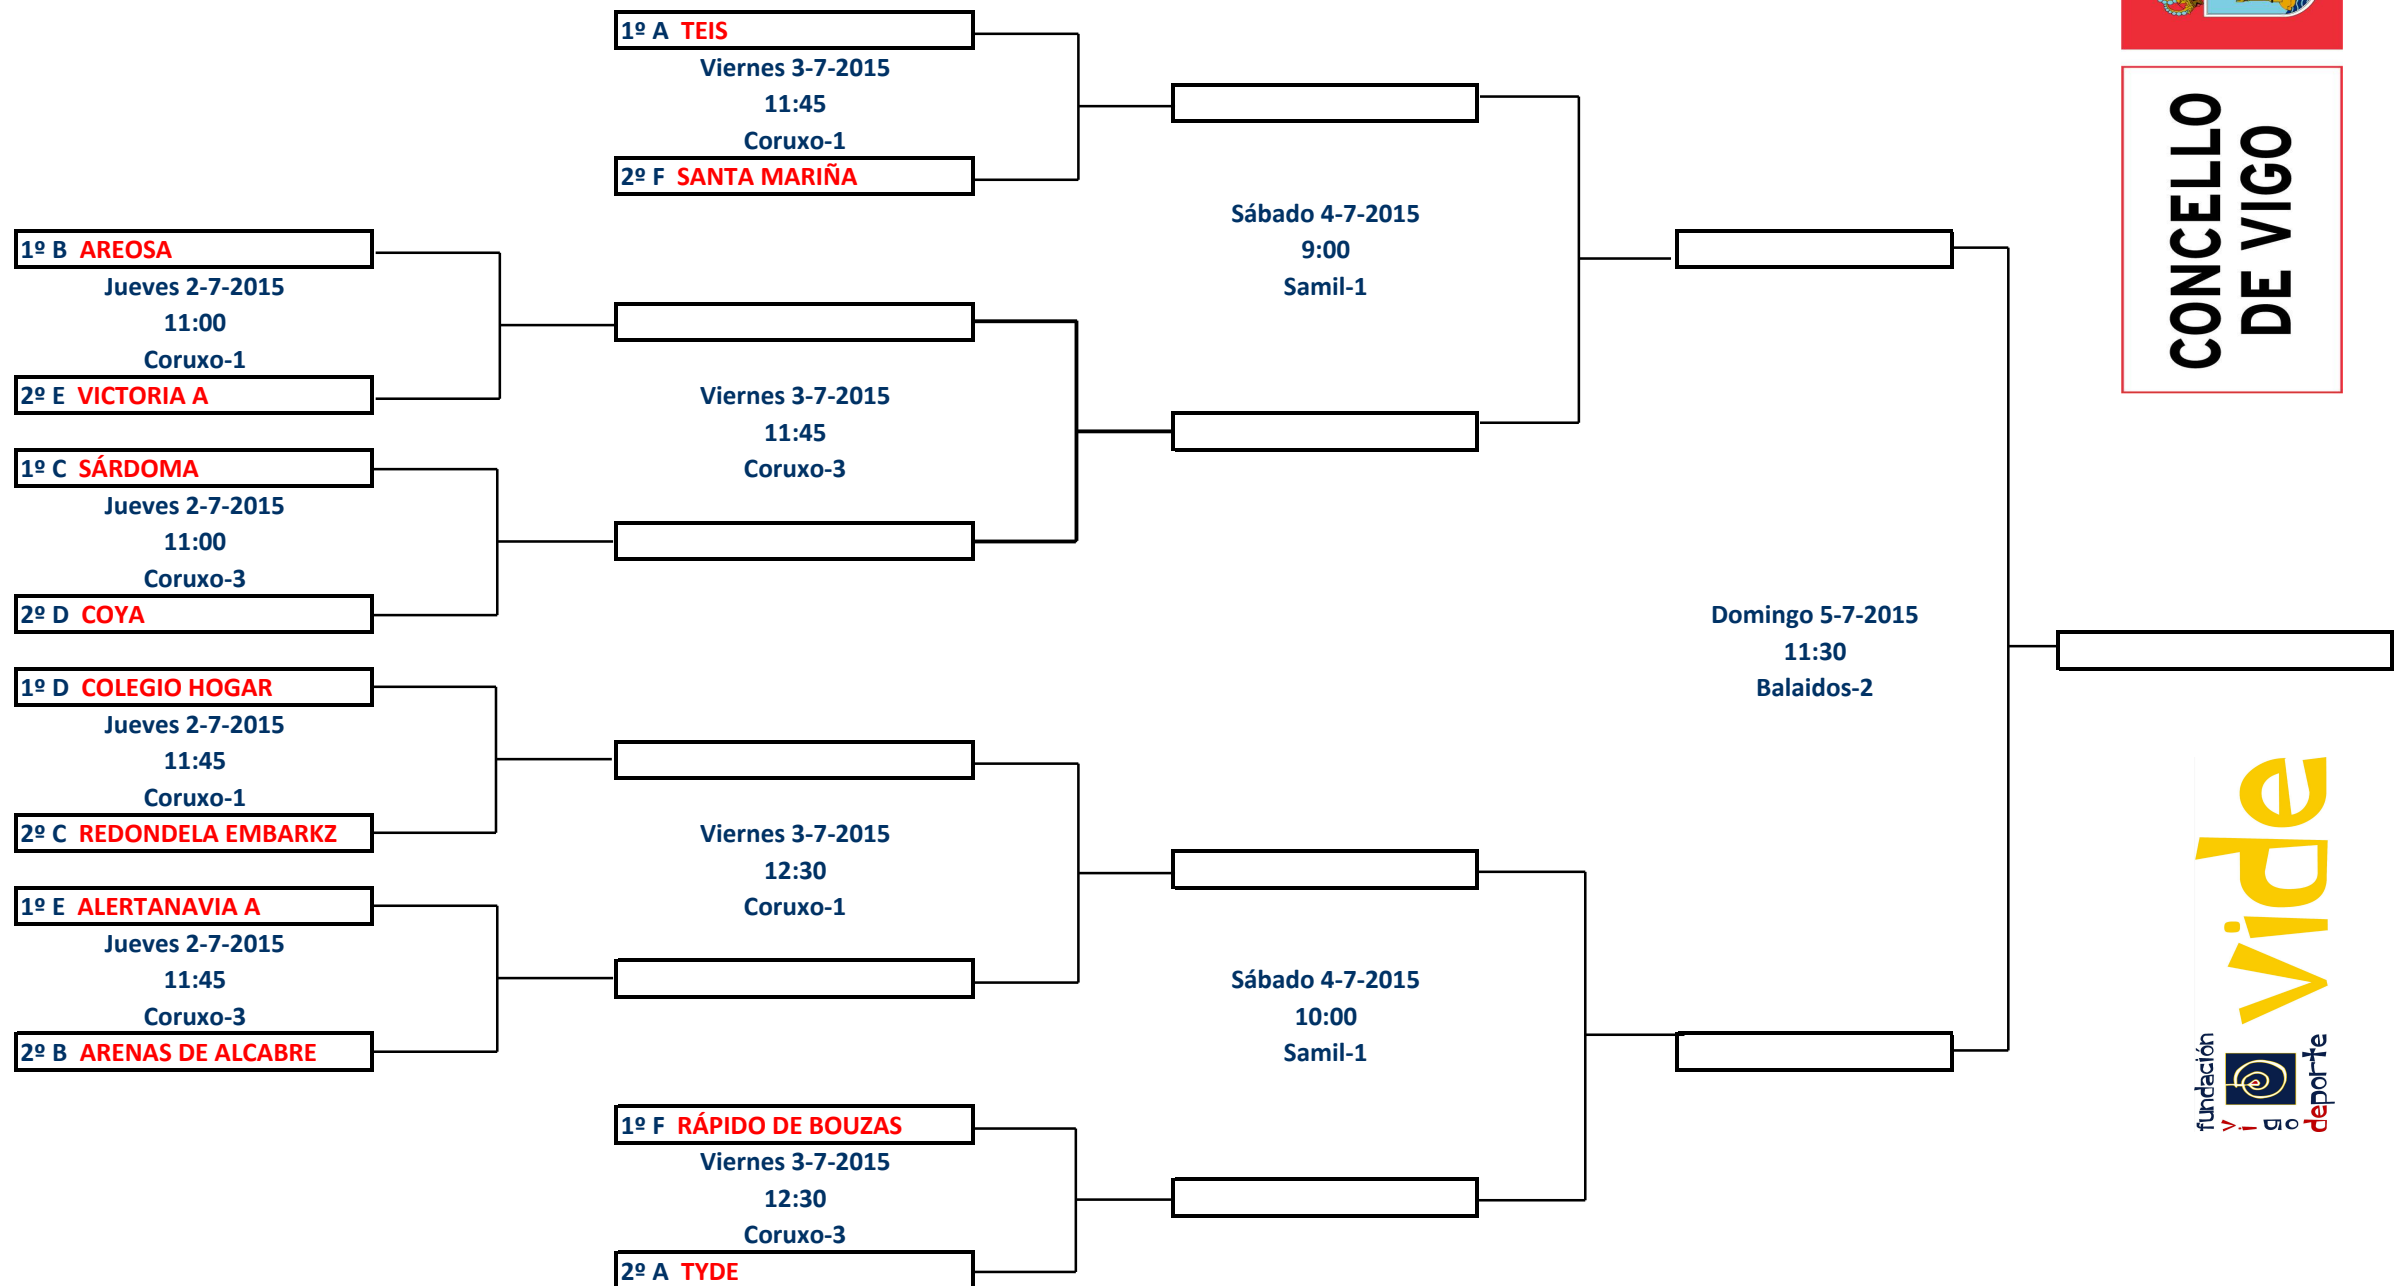 1º A TEIS
Viernes 3-7-2015
11:45
Coruxo-1
2º F SANTA MARIÑA
1º B AREOSA
Jueves 2-7-2015
11:00
Coruxo-1
2º E VICTORIA A
1º C SÁRDOMA
Jueves 2-7-2015
11:00
Coruxo-3
2º D COYA
Viernes 3-7-2015
11:45
Coruxo-3
Sábado 4-7-2015
9:00
Samil-1
1º D COLEGIO HOGAR
Jueves 2-7-2015
11:45
Coruxo-1
2º C REDONDELA EMBARKZ
1º E ALERTANAVIA A
Jueves 2-7-2015
11:45
Coruxo-3
2º B ARENAS DE ALCABRE
Viernes 3-7-2015
12:30
Coruxo-1
1º F RÁPIDO DE BOUZAS
Viernes 3-7-2015
12:30
Coruxo-3
2º A TYDE
Sábado 4-7-2015
10:00
Samil-1
Domingo 5-7-2015
11:30
Balaidos-2
CONCELLO
DE VIGO
vide
fundación
vigo
deporte